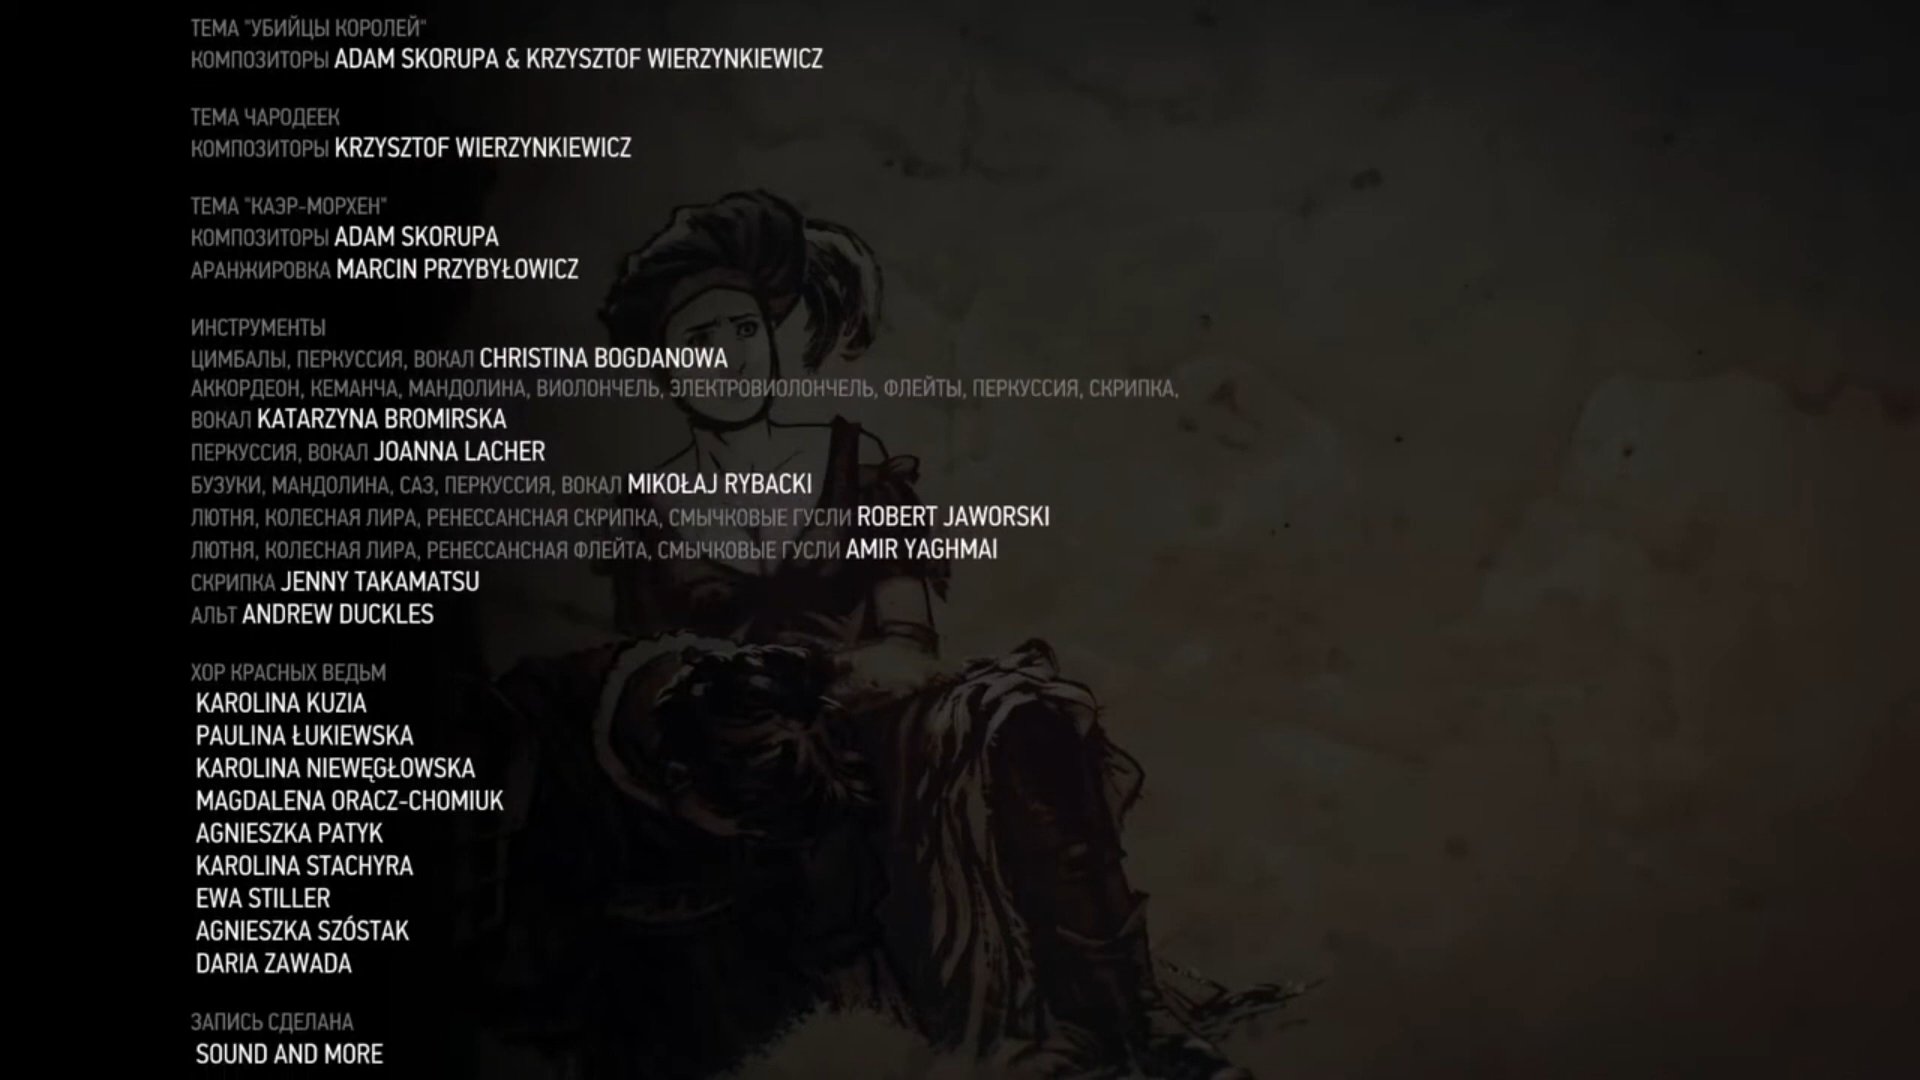 ТЕМА "УБИЙЦЫ КОРОЛЕЙ"
КОМПОЗИТОРЫ ADAM SKORUPA & KRZYSZTOF WIERZYNKIEWICZ
ТЕМА ЧАРОДЕЕК
КОМПОЗИТОРЫ KRZYSZTOF WIERZYNKIEWICZ
ТЕМА "КАЭР-МОРХЕН"
КОМПОЗИТОРЫ ADAM SKORUPA
АРАНЖИРОВКА MARCIN PRZYBYŁOWICZ
ИНСТРУМЕНТЫ
ЦИМБАЛЫ, ПЕРКУССИЯ, ВОКАЛ CHRISTINA BOGDANOWA
АККОРДЕОН, КЕМАНЧА, МАНДОЛИНА, ВИОЛОНЧЕЛЬ, ЭЛЕКТРОВИОЛОНЧЕЛЬ, ФЛЕЙТЫ, ПЕРКУССИЯ, СКРИПКА,
ВОКАЛ KATARZYNA BROMIRSKA
ПЕРКУССИЯ, ВОКАЛ JOANNA LACHER
БУЗУКИ, МАНДОЛИНА, САЗ, ПЕРКУССИЯ, ВОКАЛ MIKOŁAJ RYBACKI
ЛЮТНЯ, КОЛЕСНАЯ ЛИРА, РЕНЕССАНСНАЯ СКРИПКА, СМЫЧКОВЫЕ ГУСЛИ ROBERT JAWORSKI
ЛЮТНЯ, КОЛЕСНАЯ ЛИРА, РЕНЕССАНСНАЯ ФЛЕЙТА, СМЫЧКОВЫЕ ГУСЛИ AMIR YAGHMAI
СКРИПКА JENNY TAKAMATSU
АЛЬТ ANDREW DUCKLES
ХОР КРАСНЫХ ВЕДЬМ
KAROLINA KUZIA
PAULINA ŁUKIEWSKA
KAROLINA NIEWĘGŁOWSKA
MAGDALENA ORACZ-CHOMIUK
AGNIESZKA PATYK
KAROLINA STACHYRA
EWA STILLER
AGNIESZKA SZÓSTAK
DARIA ZAWADA
ЗАПИСЬ СДЕЛАНА
SOUND AND MORE